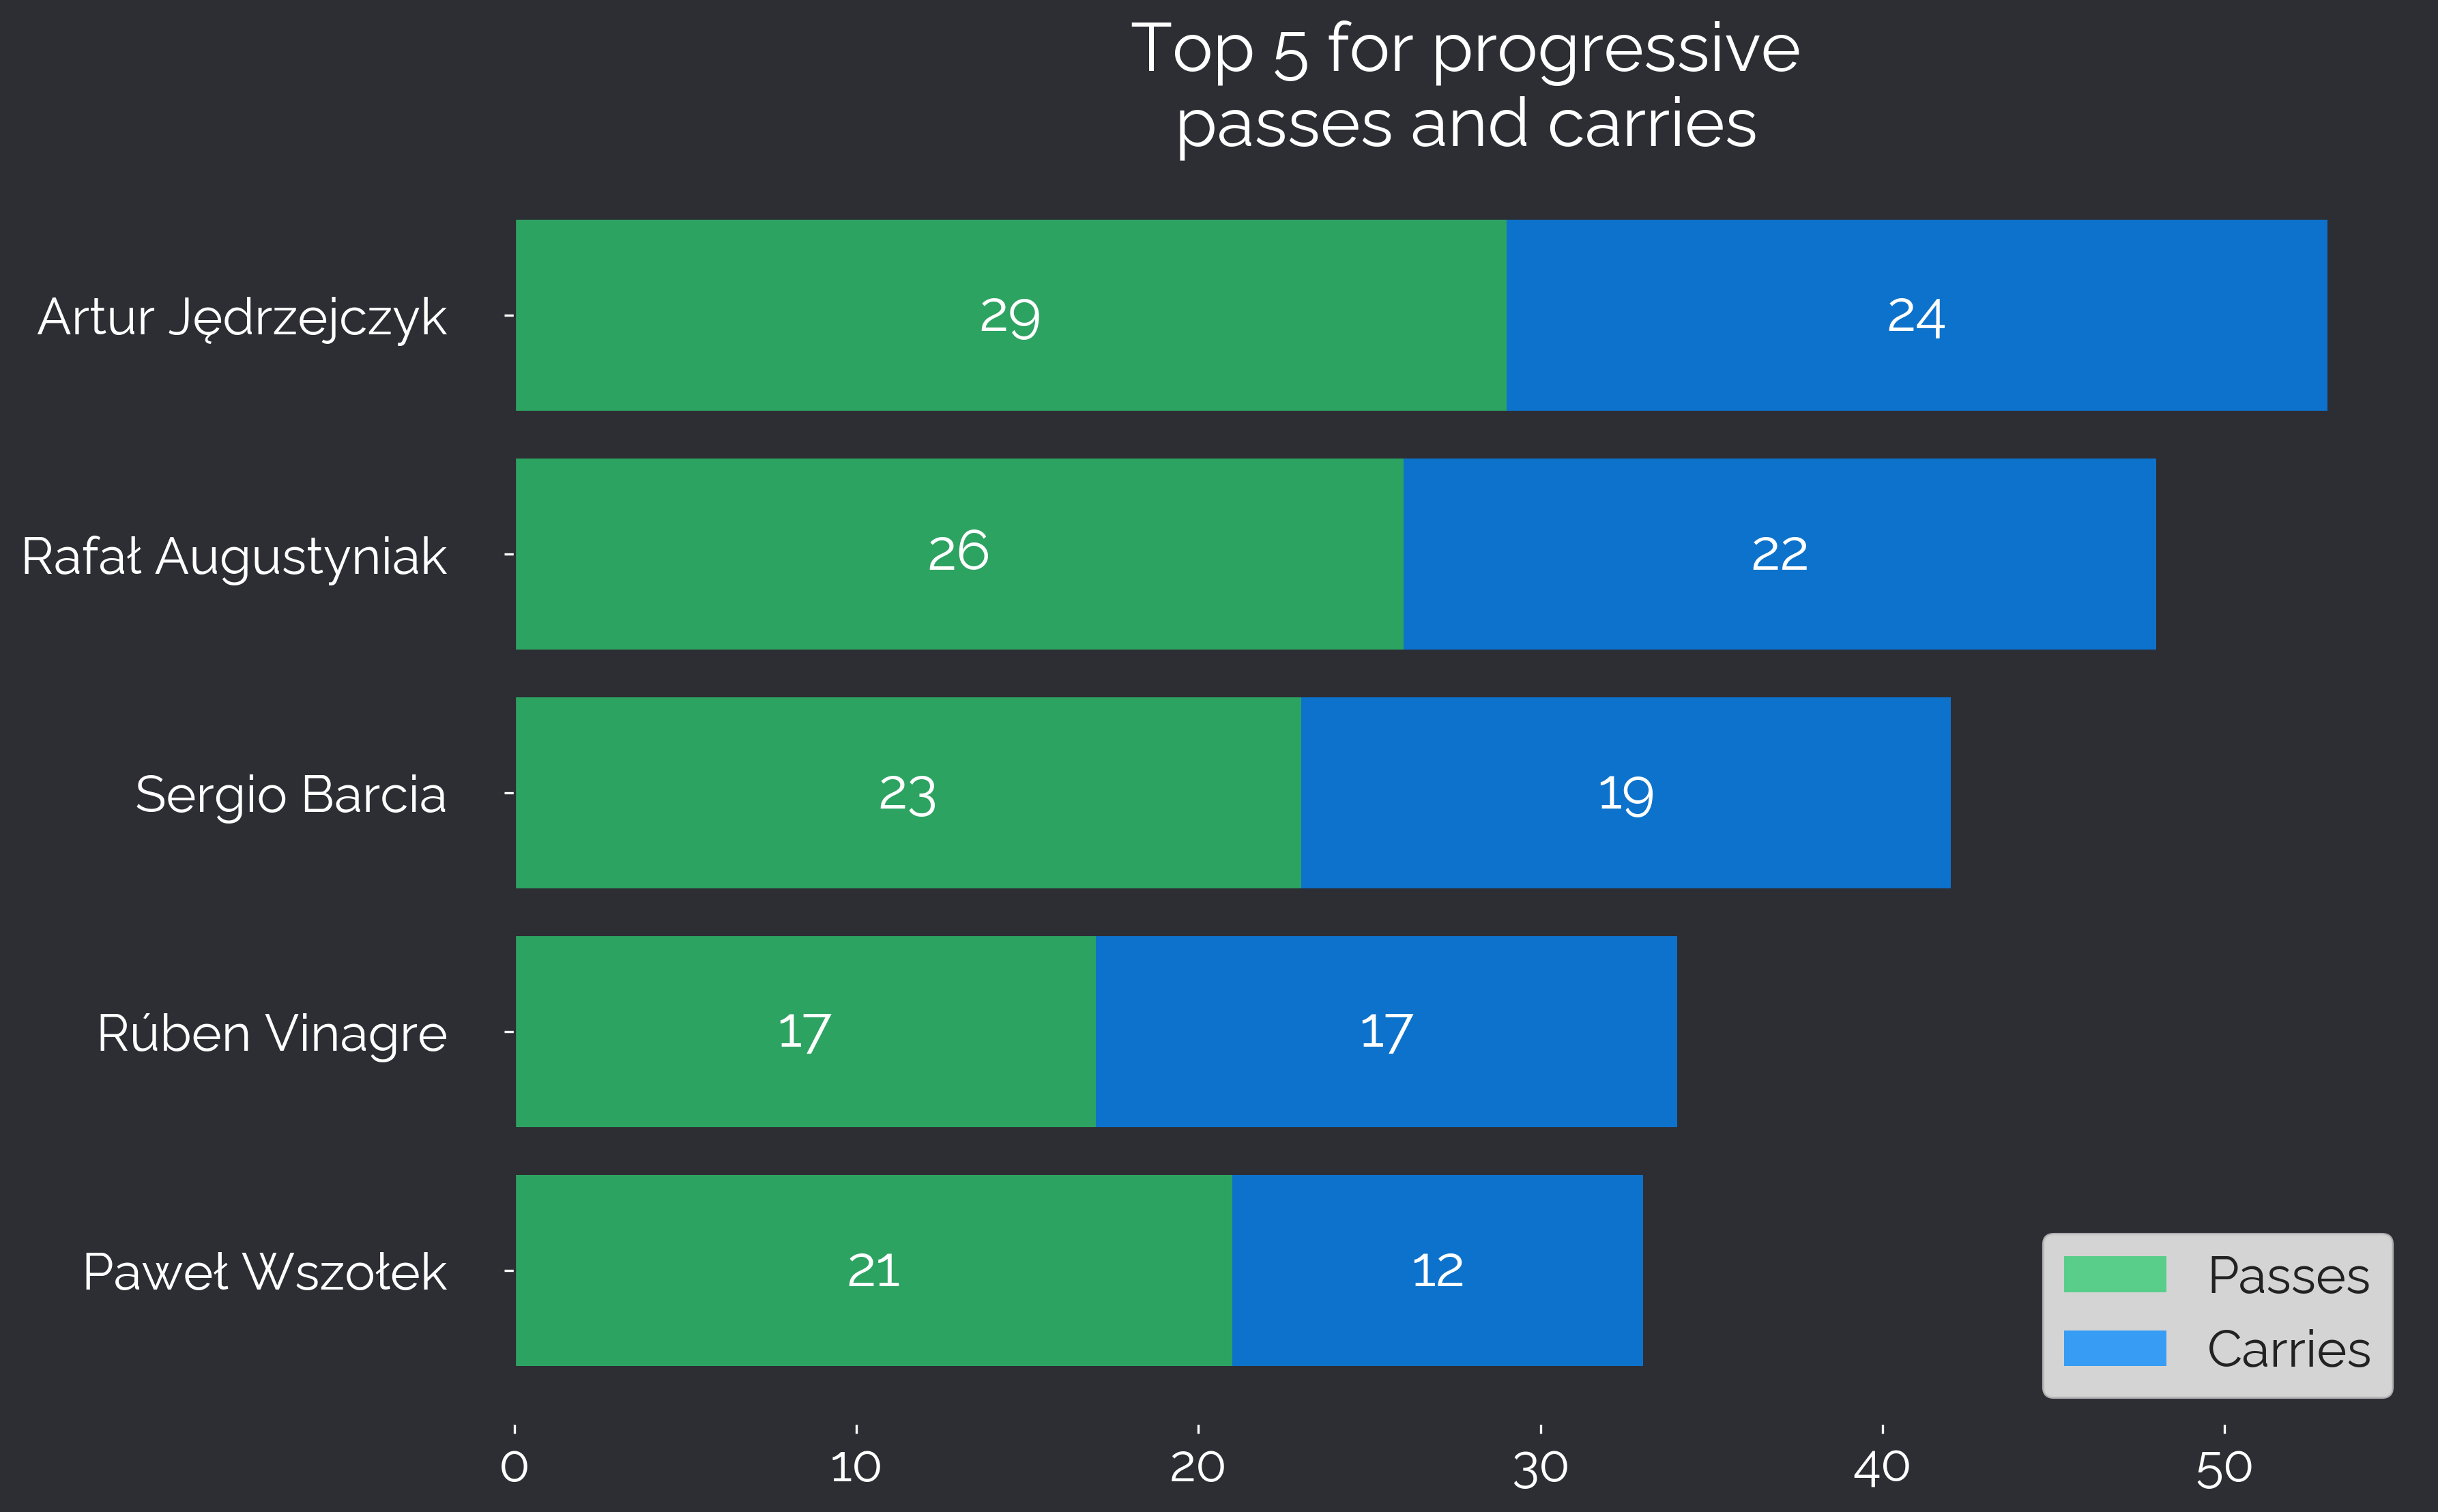 Top 5 for progressive
passes and carries
Artur Jędrzejczyk 29 24
Rafał Augustyniak 26 22
Sergio Barcia 23 19
Rúben Vinagre 17 17
Paweł Wszołek 21 12
Passes
Carries
0 10 20 30 40 50